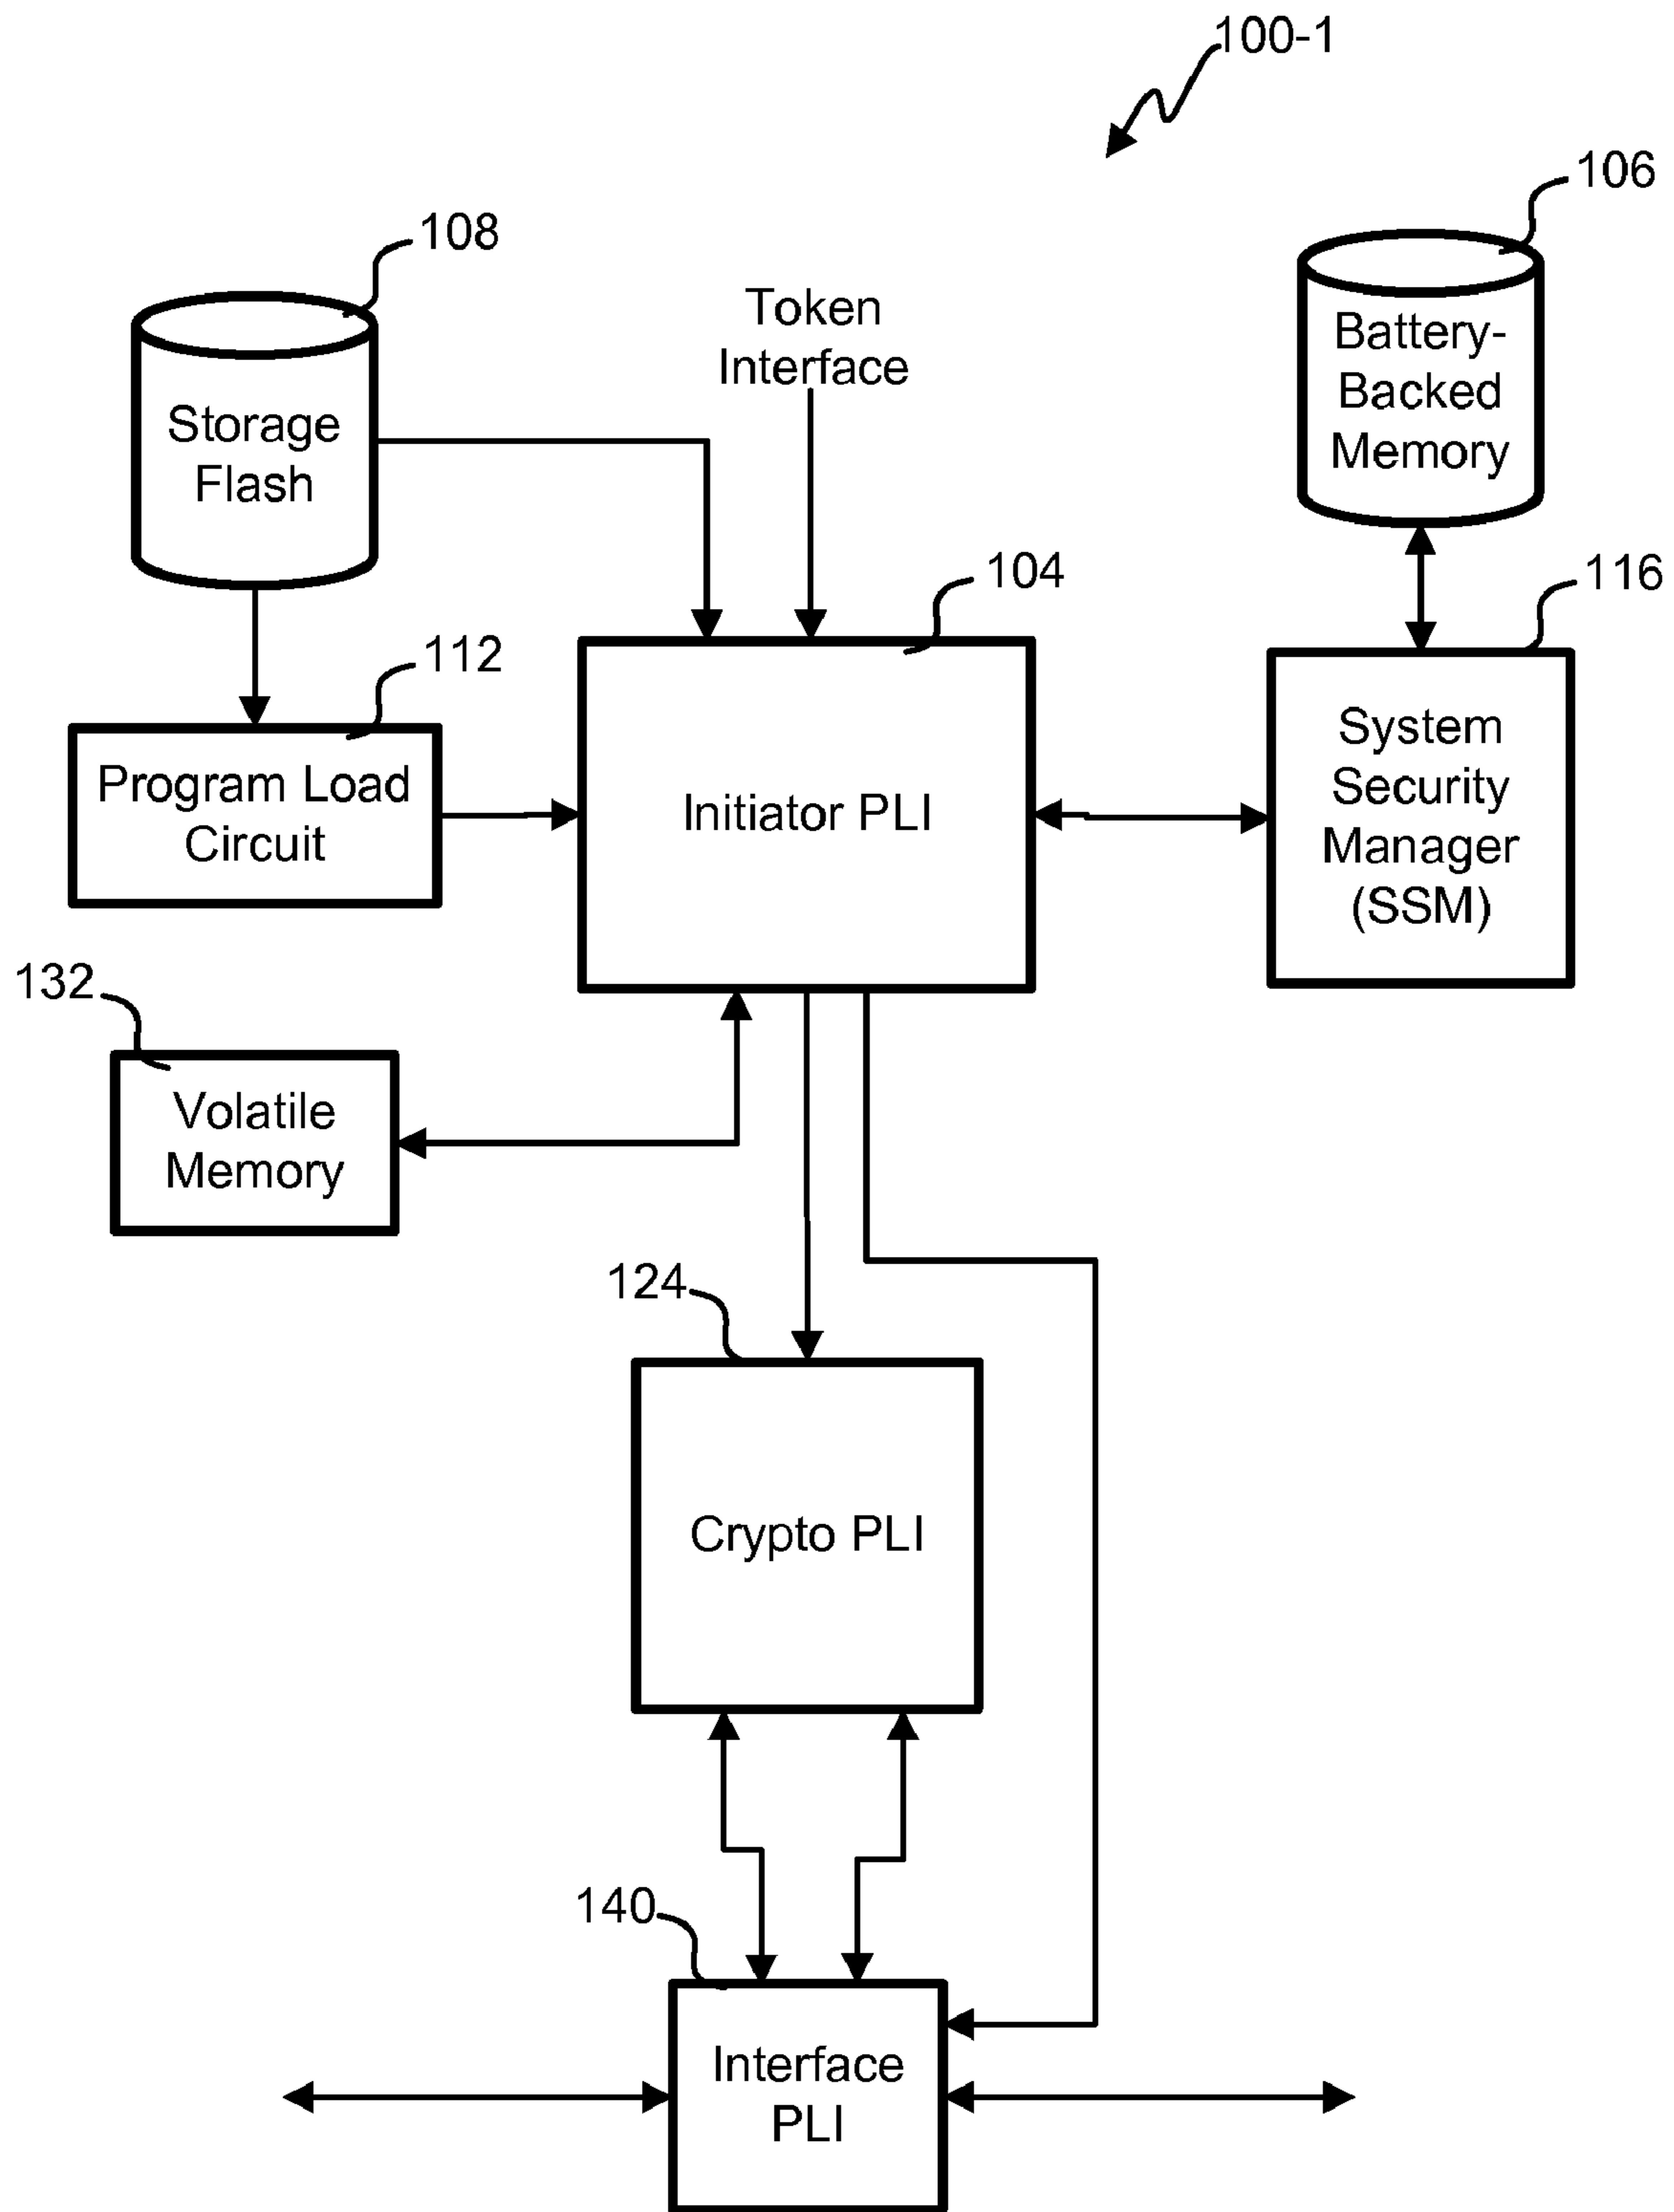 100-1
106
108
Token
Interface
Battery-
Backed
Memory
Storage
Flash
104
116
112
Program Load
Circuit
Initiator PLI
System
Security
Manager
(SSM)
132
Volatile
Memory
124
Crypto PLI
140
Interface
PLI